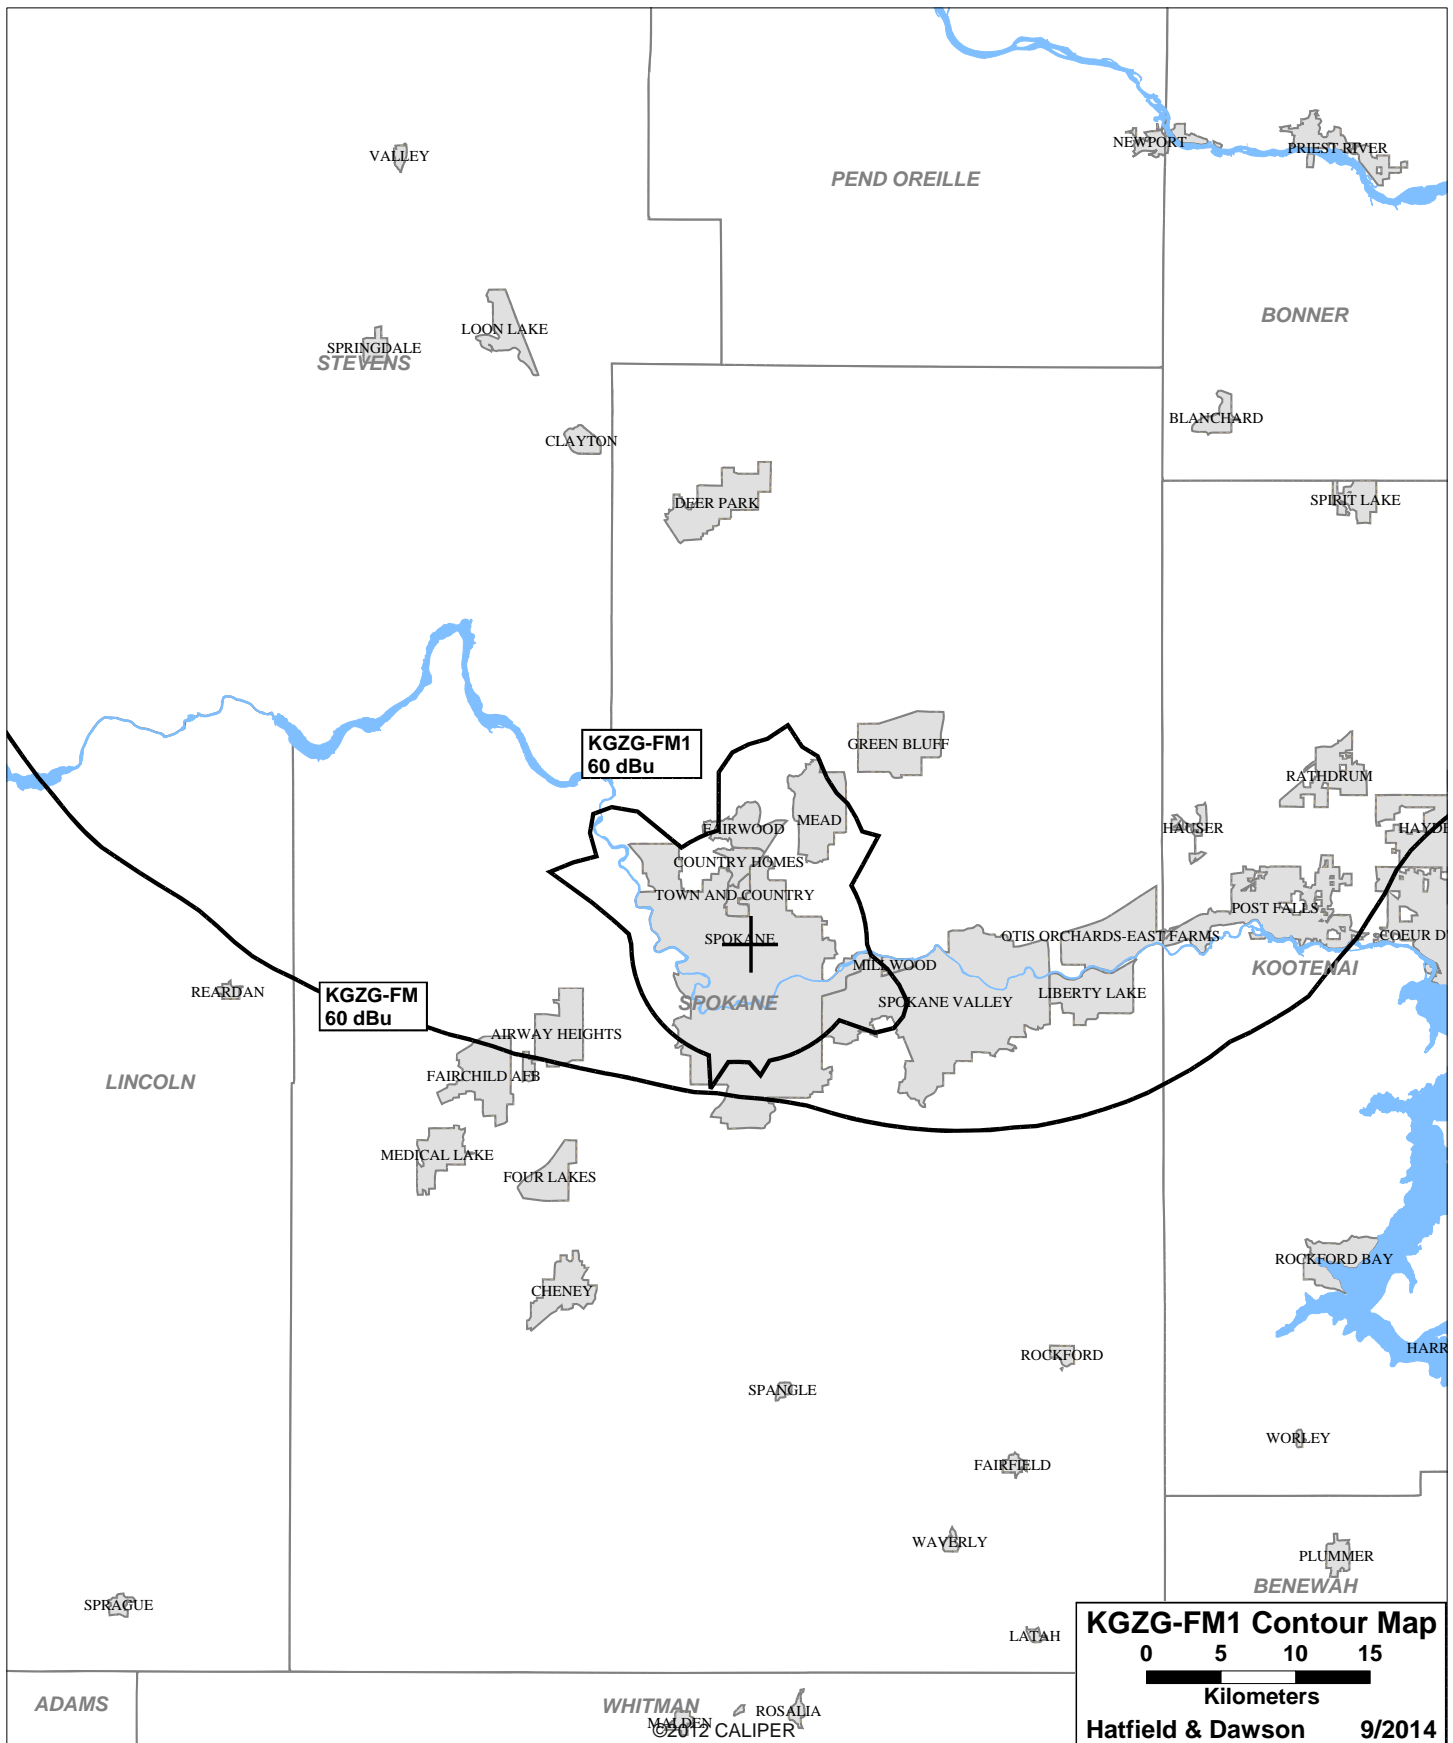 NEWPORT
PRIEST RIVER
VALLEY
PEND OREILLE
BONNER
LOON LAKE
SPRINGDALE
STEVENS
BLANCHARD
CLAYTON
SPIRIT LAKE
DEER PARK
KGZG-FM1
60 dBu
GREEN BLUFF
RATHDRUM
MEAD
FAIRWOOD
HAUSER
HAYDE
COUNTRY HOMES
TOWN AND COUNTRY
POST FALLS
SPOKANE
OTIS ORCHARDS-EAST FARMS
COEUR D'
MILLWOOD
KOOTENAI
REARDAN
KGZG-FM
60 dBu
LIBERTY LAKE
SPOKANE VALLEY
SPOKANE
AIRWAY HEIGHTS
FAIRCHILD AFB
LINCOLN
MEDICAL LAKE
FOUR LAKES
ROCKFORD BAY
CHENEY
HARR
ROCKFORD
SPANGLE
WORLEY
FAIRFIELD
WAVERLY
PLUMMER
BENEWAH
SPRAGUE
LATAH
ADAMS
WHITMAN
ROSALIA
MALDEN
©2012 CALIPER
KGZG-FM1 Contour Map
0 5 10 15
Kilometers
Hatfield & Dawson 9/2014